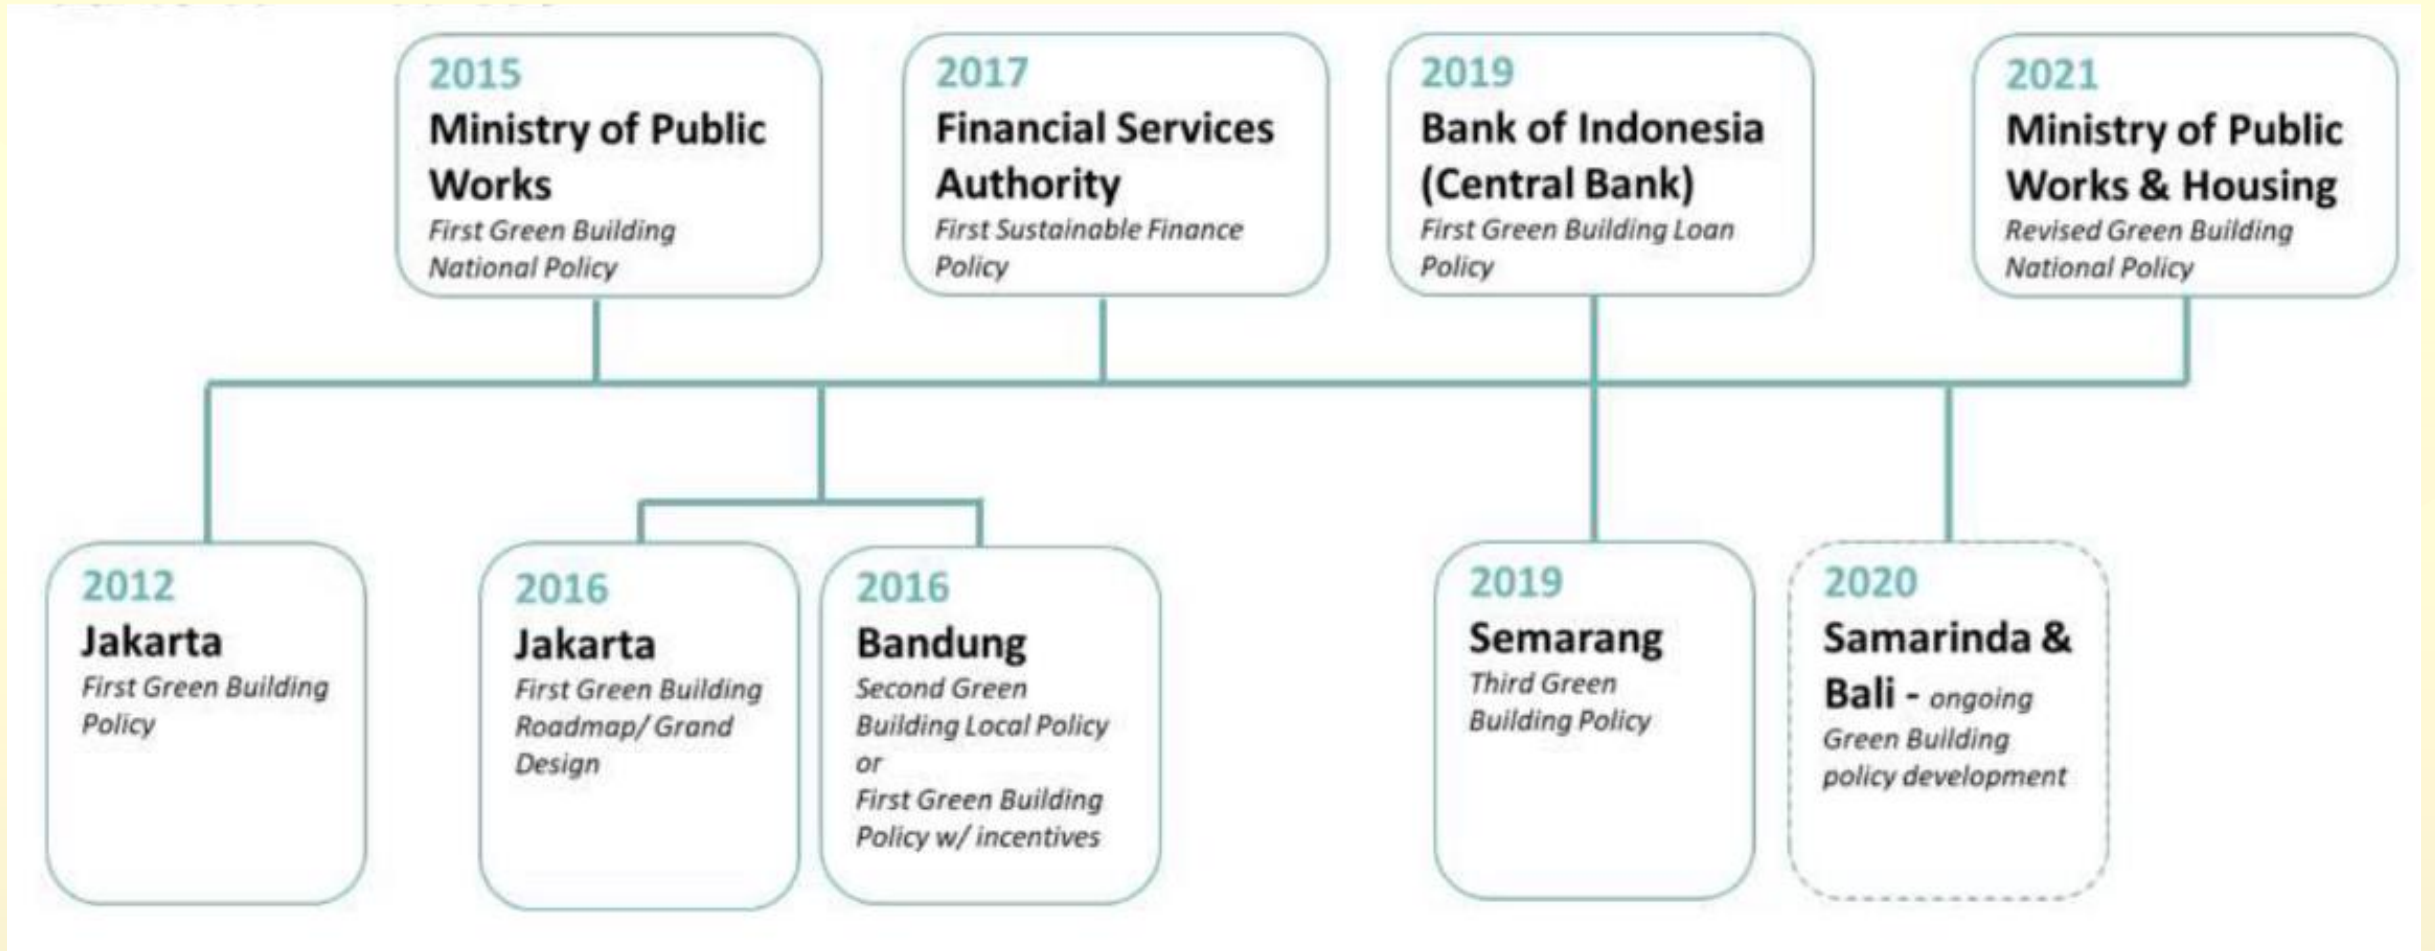 2015
Ministry of Public
Works
First Green Building
National Policy
2017
Financial Services
Authority
First Sustainable Finance
Policy
2019
Bank of Indonesia
(Central Bank)
First Green Building Loan
Policy
2021
Ministry of Public
Works & Housing
Revised Green Building
National Policy
2012
Jakarta
First Green Building
Policy
2016
Jakarta
First Green Building
Roadmap/ Grand
Design
2016
Bandung
Second Green
Building Local Policy
or
First Green Building
Policy w/ incentives
2019
Semarang
Third Green
Building Policy
2020
Samarinda &
Bali - ongoing
Green Building
policy development